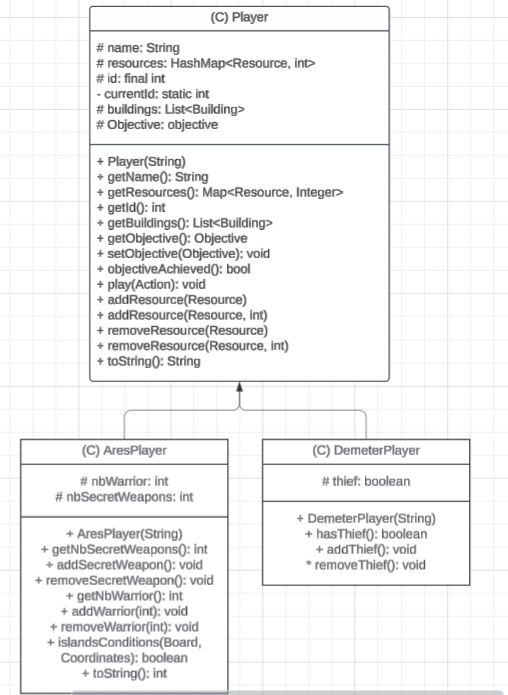 (C) Player
# name: String
# resources: HashMap<Resource, int>
# id: final int
- currentId: static int
# buildings: List<Building>
# Objective: objective
+ Player(String)
+ getName(): String
+ getResources(): Map<Resource, Integer>
+ getId(): int
+ getBuildings(): List<Building>
+ getObjective(): Objective
+ setObjective(Objective): void
+ objectiveAchieved(): bool
+ play(Action): void
+ addResource(Resource)
+ addResource(Resource, int)
+ removeResource(Resource)
+ removeResource(Resource, int)
+ toString(): String
(C) AresPlayer
# nbWarrior: int
# nbSecretWeapons: int
+ AresPlayer(String)
+ getNbSecretWeapons(): int
+ addSecretWeapon(): void
+ removeSecretWeapon(): void
+ getNbWarrior(): int
+ addWarrior(int): void
+ removeWarrior(int): void
+ islandsConditions(Board,
Coordinates): boolean
+ toString(): int
(C) DemeterPlayer
# thief: boolean
+ DemeterPlayer(String)
+ hasThief(): boolean
+ addThief(): void
* removeThief(): void